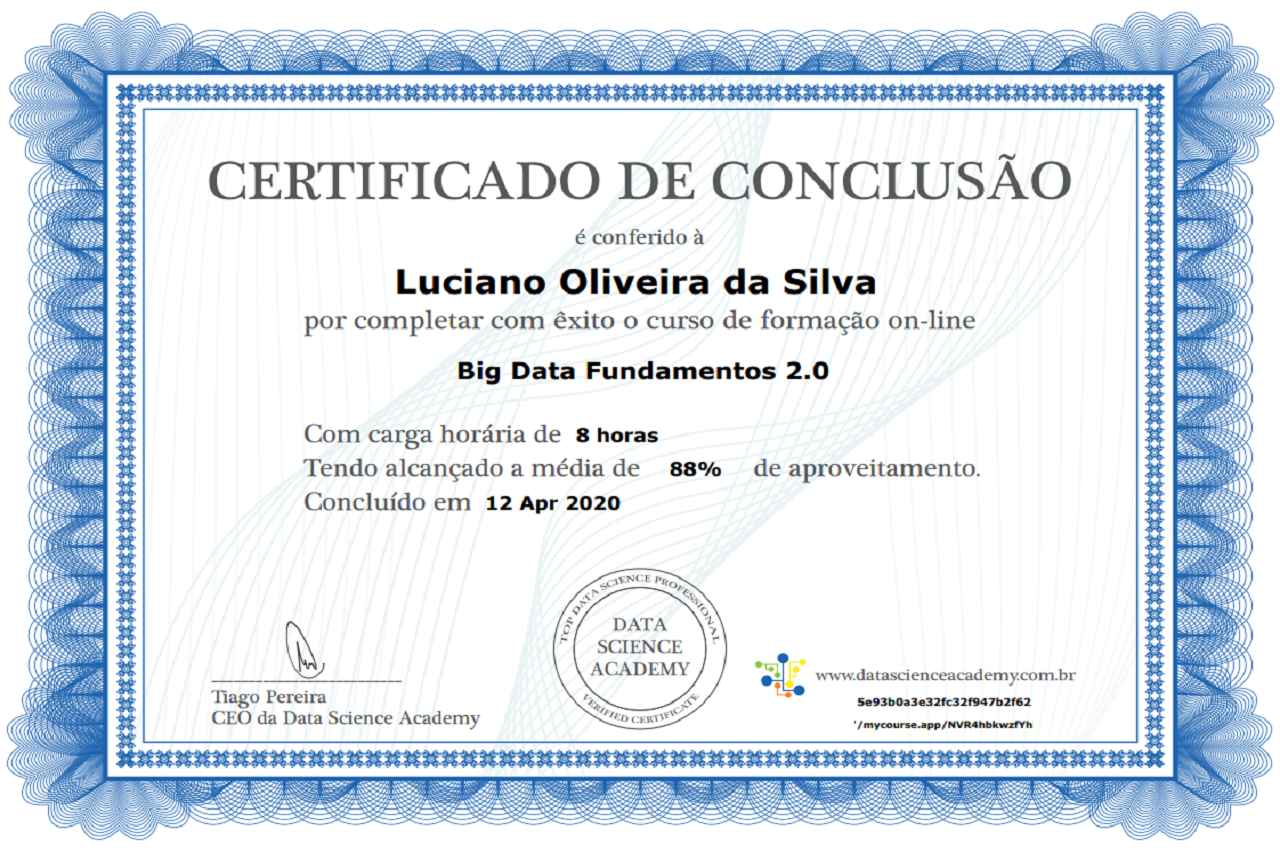 CERTIFICADO DE CONCLUSÃO
é conferido à
Luciano Oliveira da Silva
por completar com êxito o curso de formação on-line
Big Data Fundamentos 2.0
Com carga horária de 8 horas
Tendo alcançado a média de 88% de aproveitamento.
Concluído em 12 Apr 2020
TOP DATA SCIENCE PROFESSIONAL
DATA
SCIENCE
ACADEMY
VERIFIED CERTIFICATE
Tiago Pereira
CEO da Data Science Academy
www.datascienceacademy.com.br
5e93b0a3e32fc32f947b2f62
'/mycourse.app/NVR4hbkwzfYh